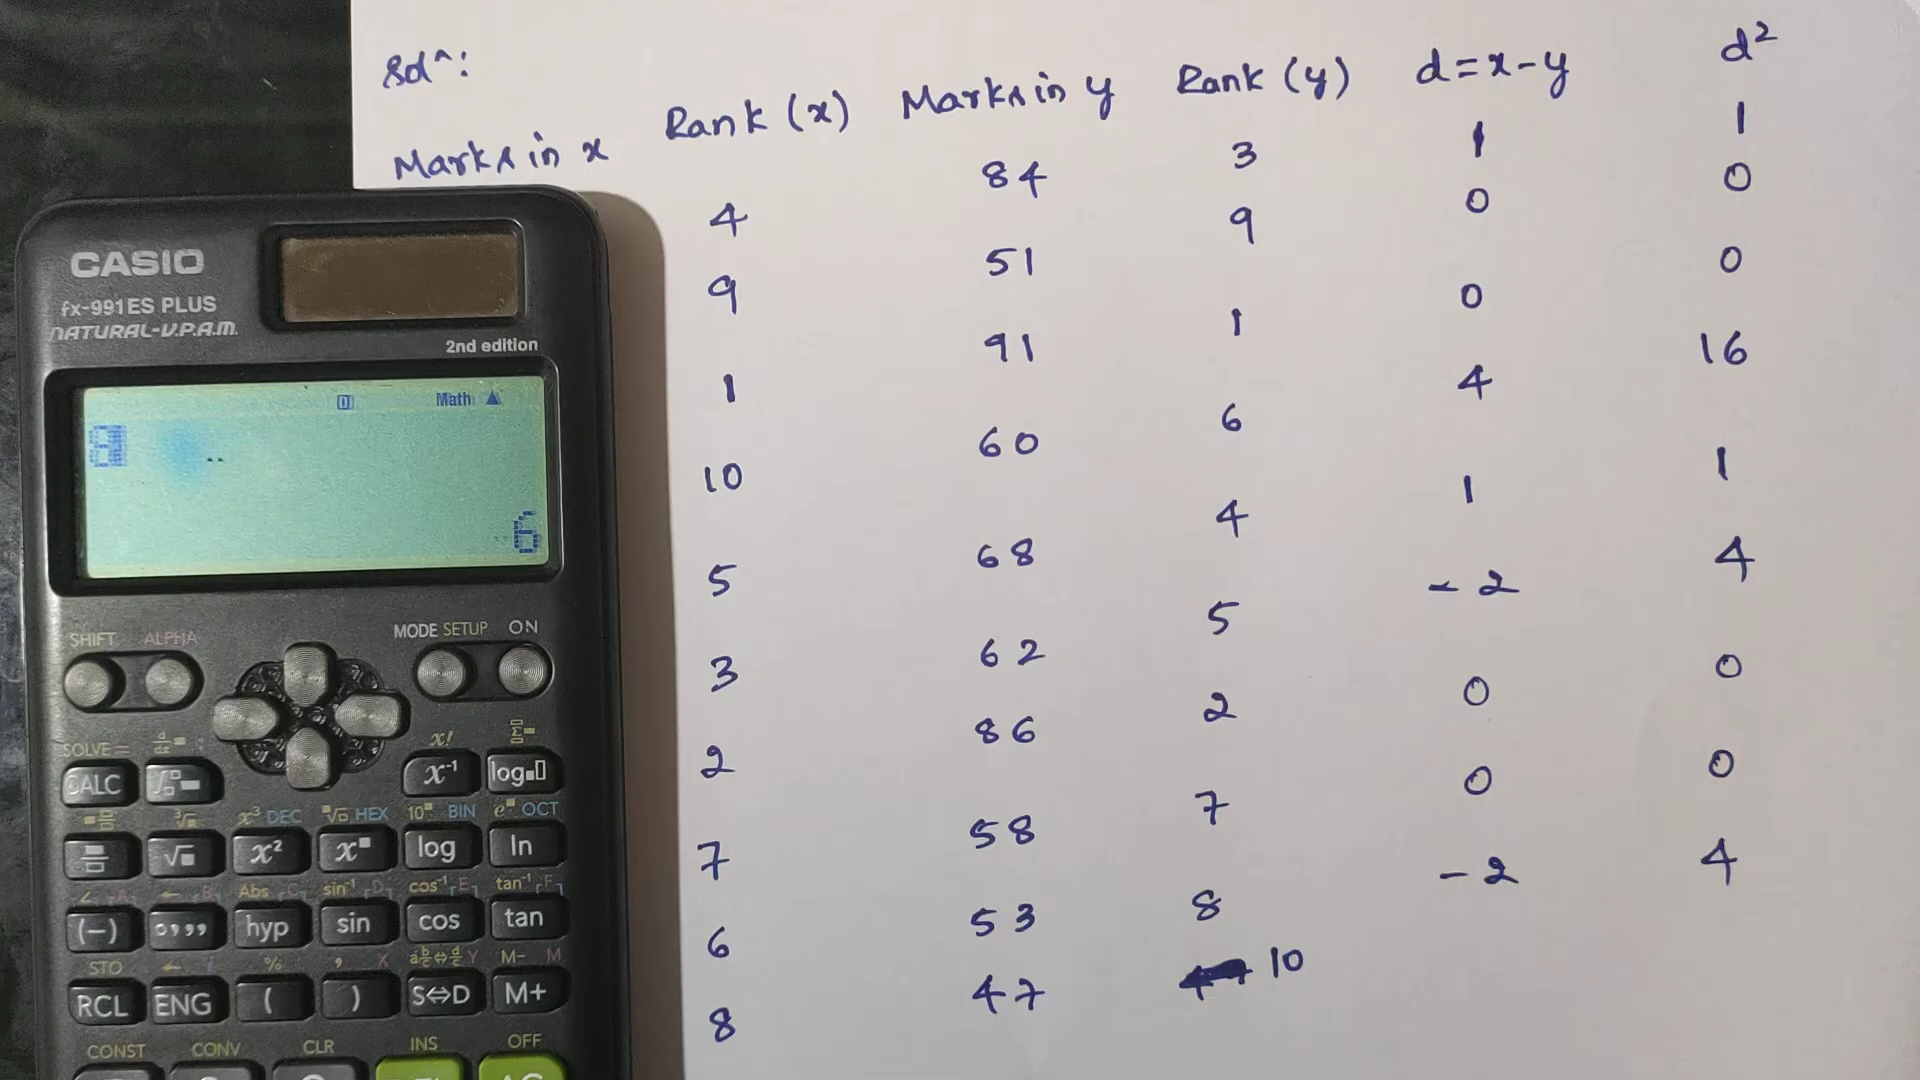 Soln:
Marks in x Rank (x) Marks in y Rank (y) d=x-y d²
4 84 3 1 1
9 51 9 0 0
1 91 1 0 0
10 60 6 4 16
5 68 4 1 1
3 62 5 -2 4
2 86 2 0 0
7 58 7 0 0
6 53 8 -2 4
8 47 10
CASIO
fx-991ES PLUS
NATURAL-V.P.A.M.
2nd edition
D Math ▲
6
SHIFT ALPHA MODE SETUP ON
SOLVE = d/dx x! Σ
CALC x⁻¹ log
x³ DEC HEX 10 BIN e OCT
√ x² x log ln
∠ A ← B Abs C sin⁻¹ D cos⁻¹ E tan⁻¹ F
(−) hyp sin cos tan
STO ← i % , X a b/c⇔d/c Y M− M
RCL ENG ( ) S⇔D M+
CONST CONV CLR INS OFF
AC